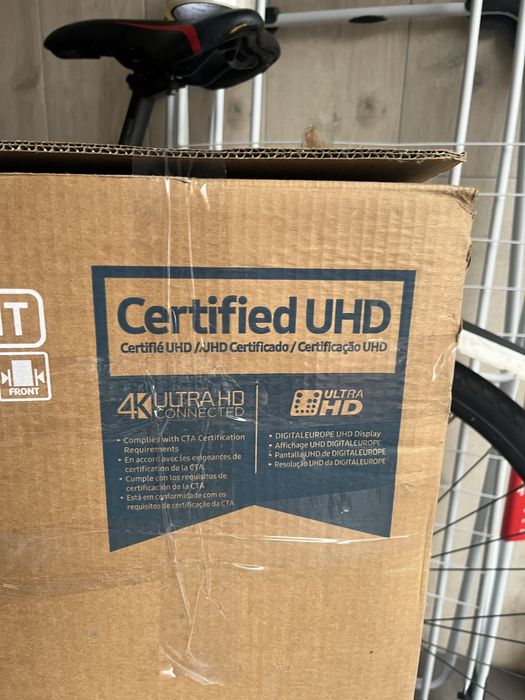 Certified UHD
Certifié UHD /UHD Certificado / Certificação UHD
4K ULTRA HD
CONNECTED
• Complies with CTA Certification
Requirements
• En accord avec les exigeances de
certification de la CTA
• Cumple con los requisitos de
certificación de la CTA
• Está em conformidade com os
requisitos de certificação da CTA
ULTRA
HD
• DIGITALEUROPE UHD Display
• Affichage UHD DIGITALEUROPE
• Pantalla UHD de DIGITALEUROPE
• Resolução UHD da DIGITALEUROPE
IT
FRONT